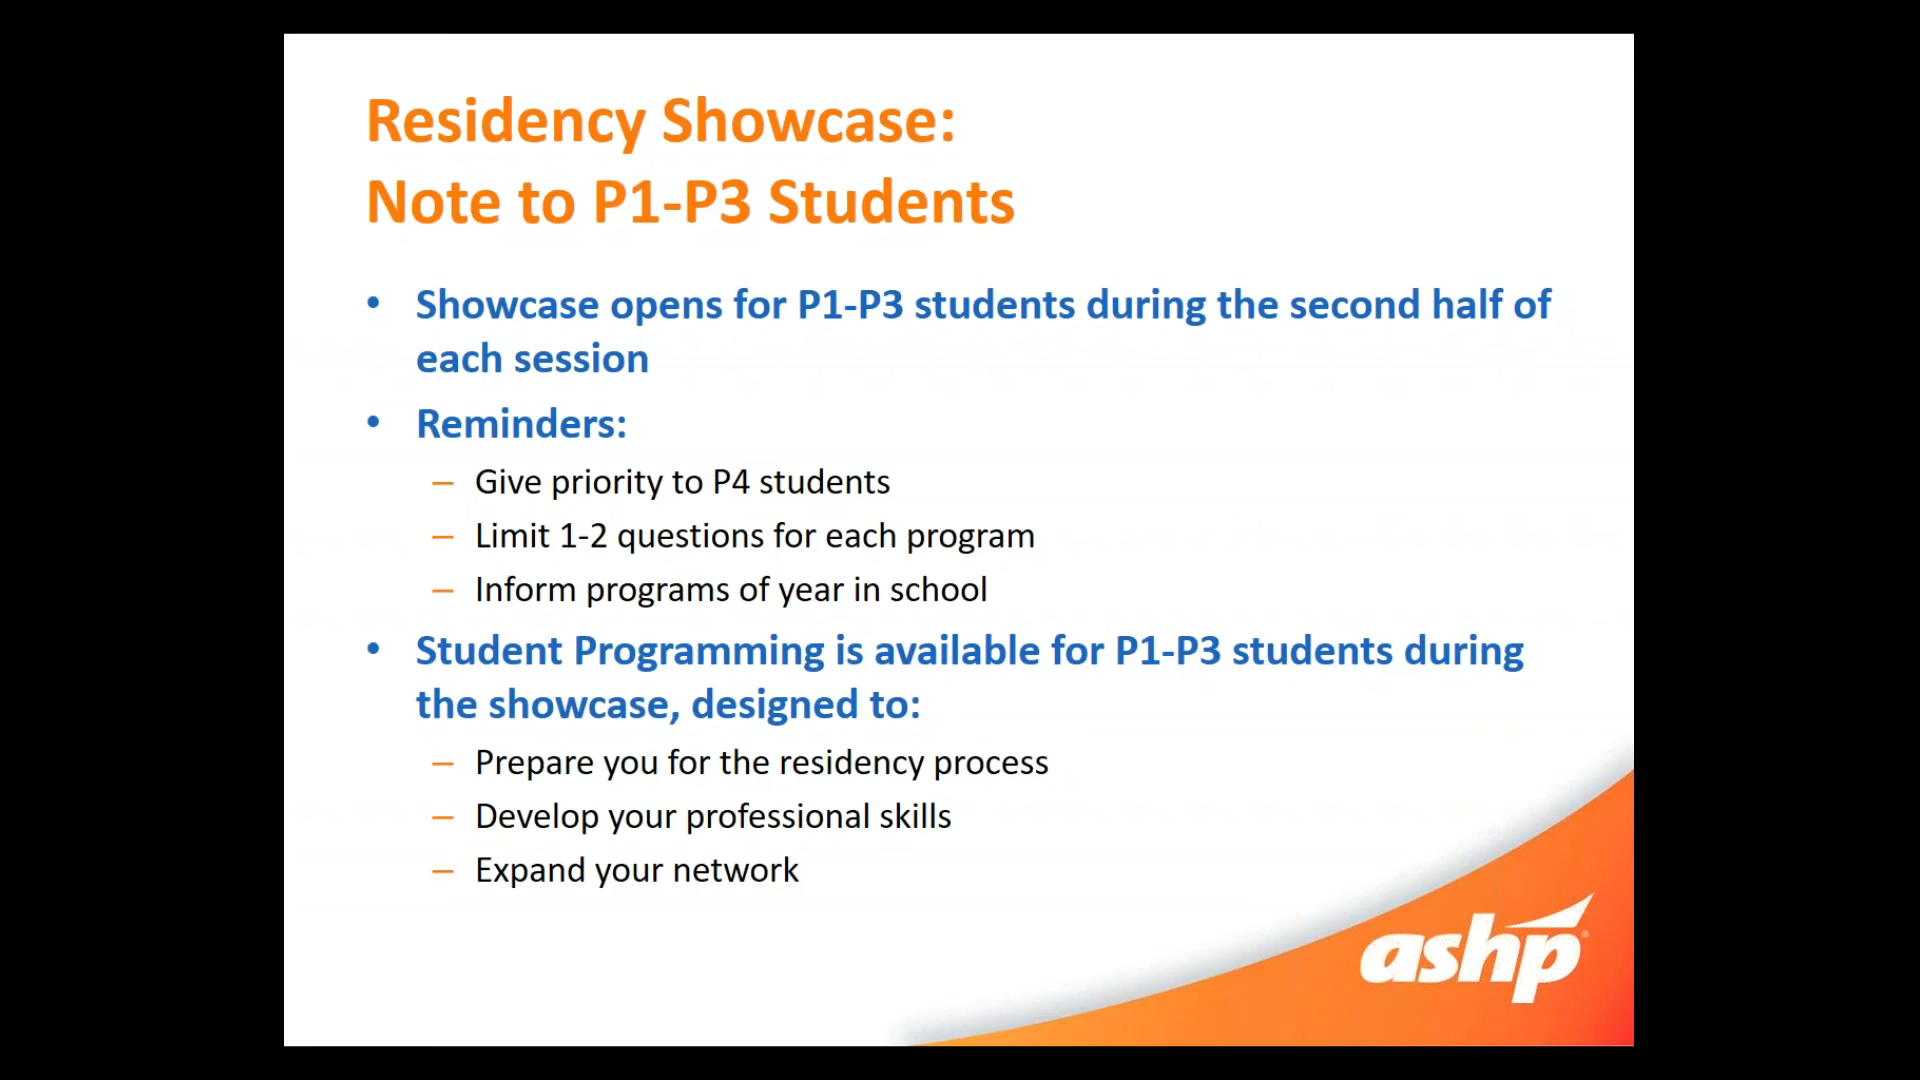 Residency Showcase:
Note to P1-P3 Students
• Showcase opens for P1-P3 students during the second half of
each session
• Reminders:
– Give priority to P4 students
– Limit 1-2 questions for each program
– Inform programs of year in school
• Student Programming is available for P1-P3 students during
the showcase, designed to:
– Prepare you for the residency process
– Develop your professional skills
– Expand your network
ashp®